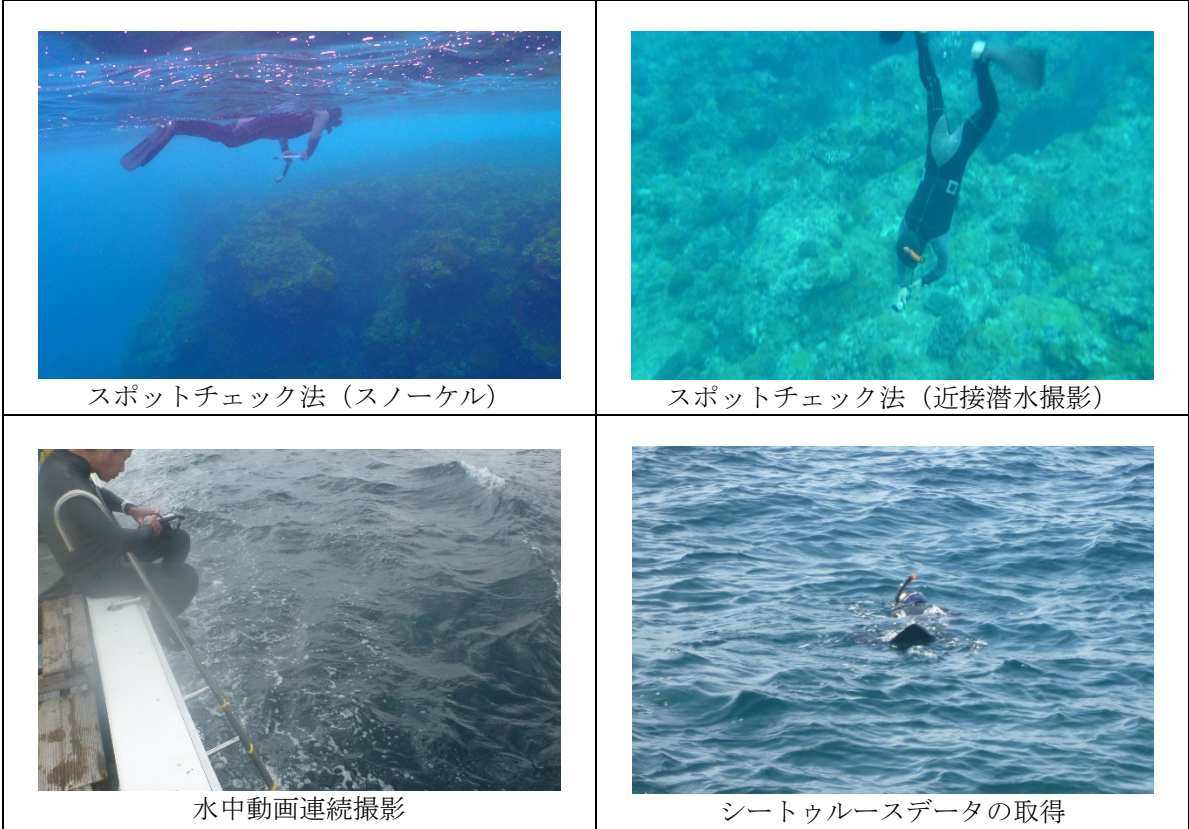 スポットチェック法（スノーケル）
スポットチェック法（近接潜水撮影）
水中動画連続撮影
シートゥルースデータの取得